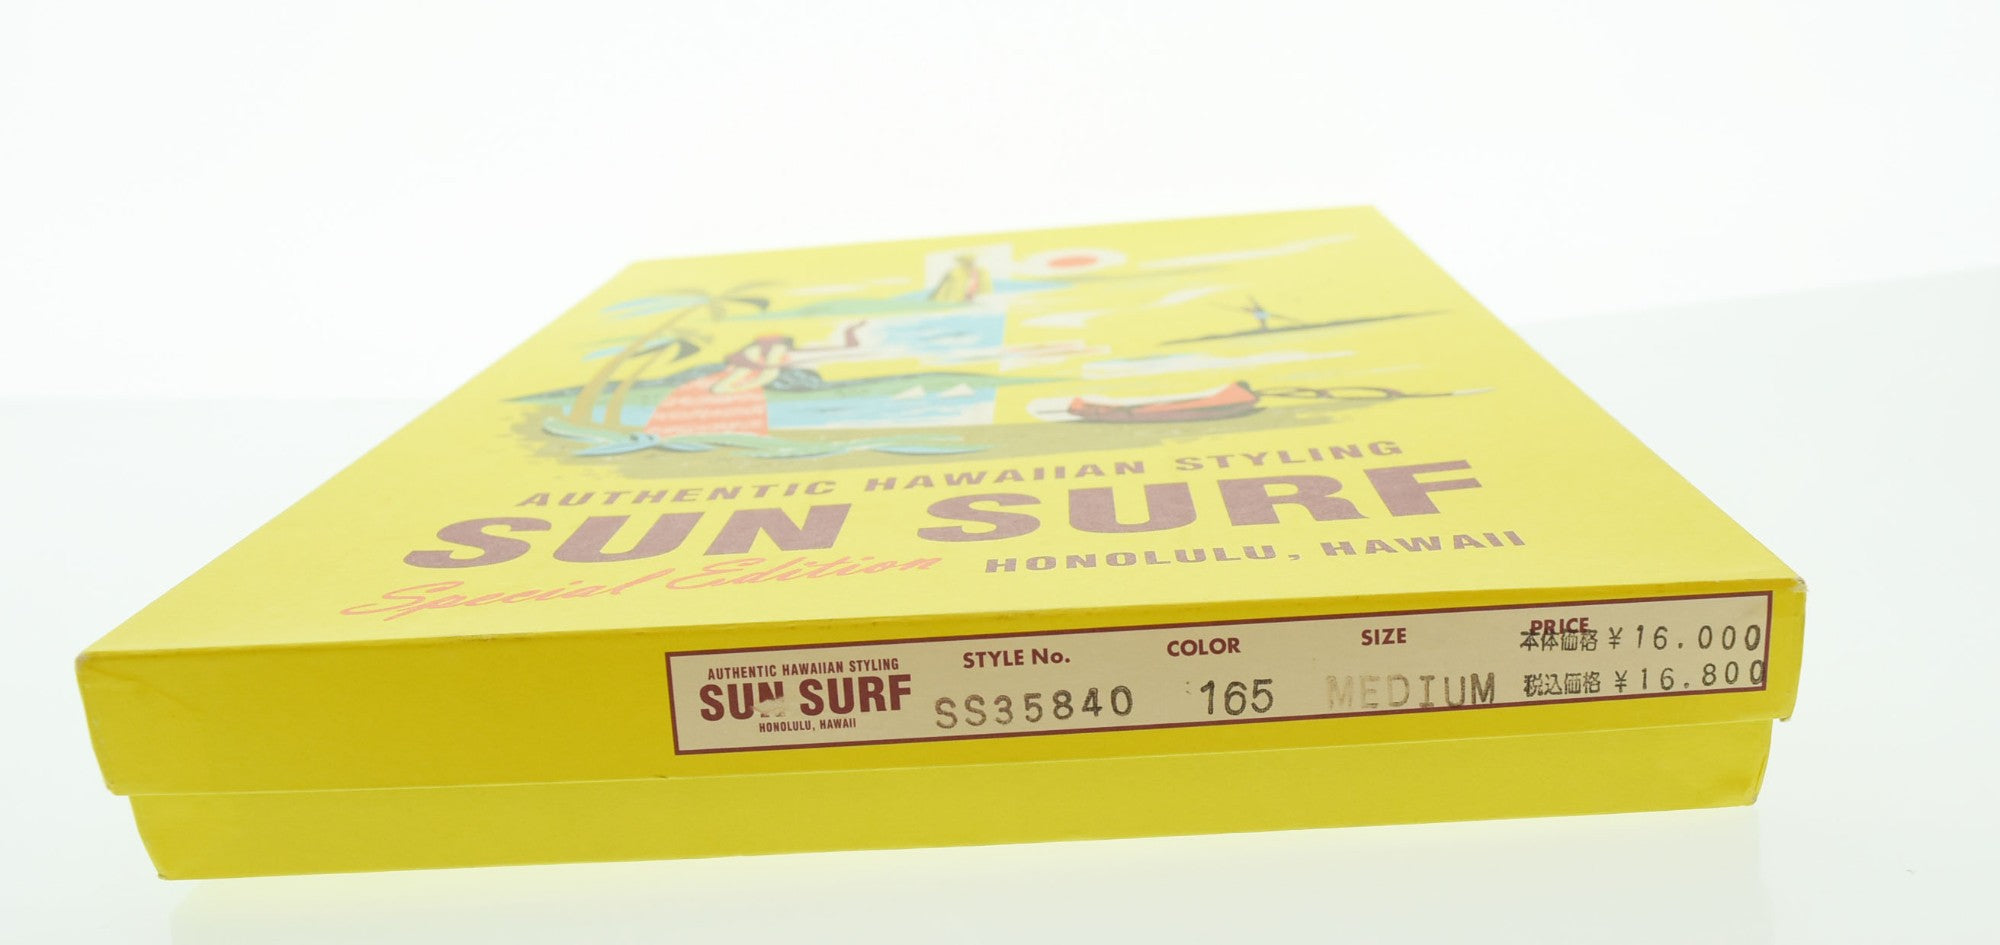 AUTHENTIC HAWAIIAN STYLING
SUN SURF
Special Edition HONOLULU, HAWAII
AUTHENTIC HAWAIIAN STYLING
SUN SURF
HONOLULU, HAWAII
STYLE No.
SS35840
COLOR
165
SIZE
MEDIUM
PRICE
本体価格 ¥16.000
税込価格 ¥16.800